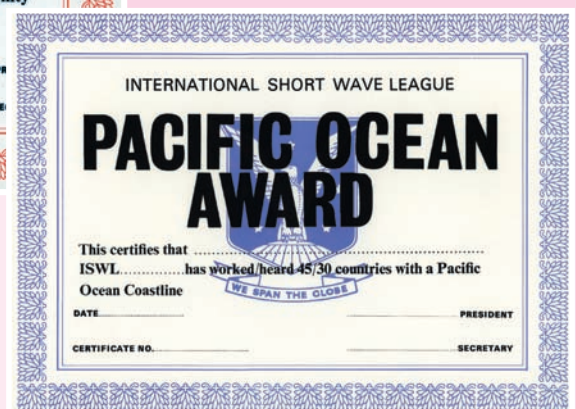 INTERNATIONAL SHORT WAVE LEAGUE
PACIFIC OCEAN
AWARD
This certifies that ........................................................................
ISWL.................has worked/heard 45/30 countries with a Pacific
Ocean Coastline
WE SPAN THE GLOBE
DATE
PRESIDENT
CERTIFICATE NO.
SECRETARY